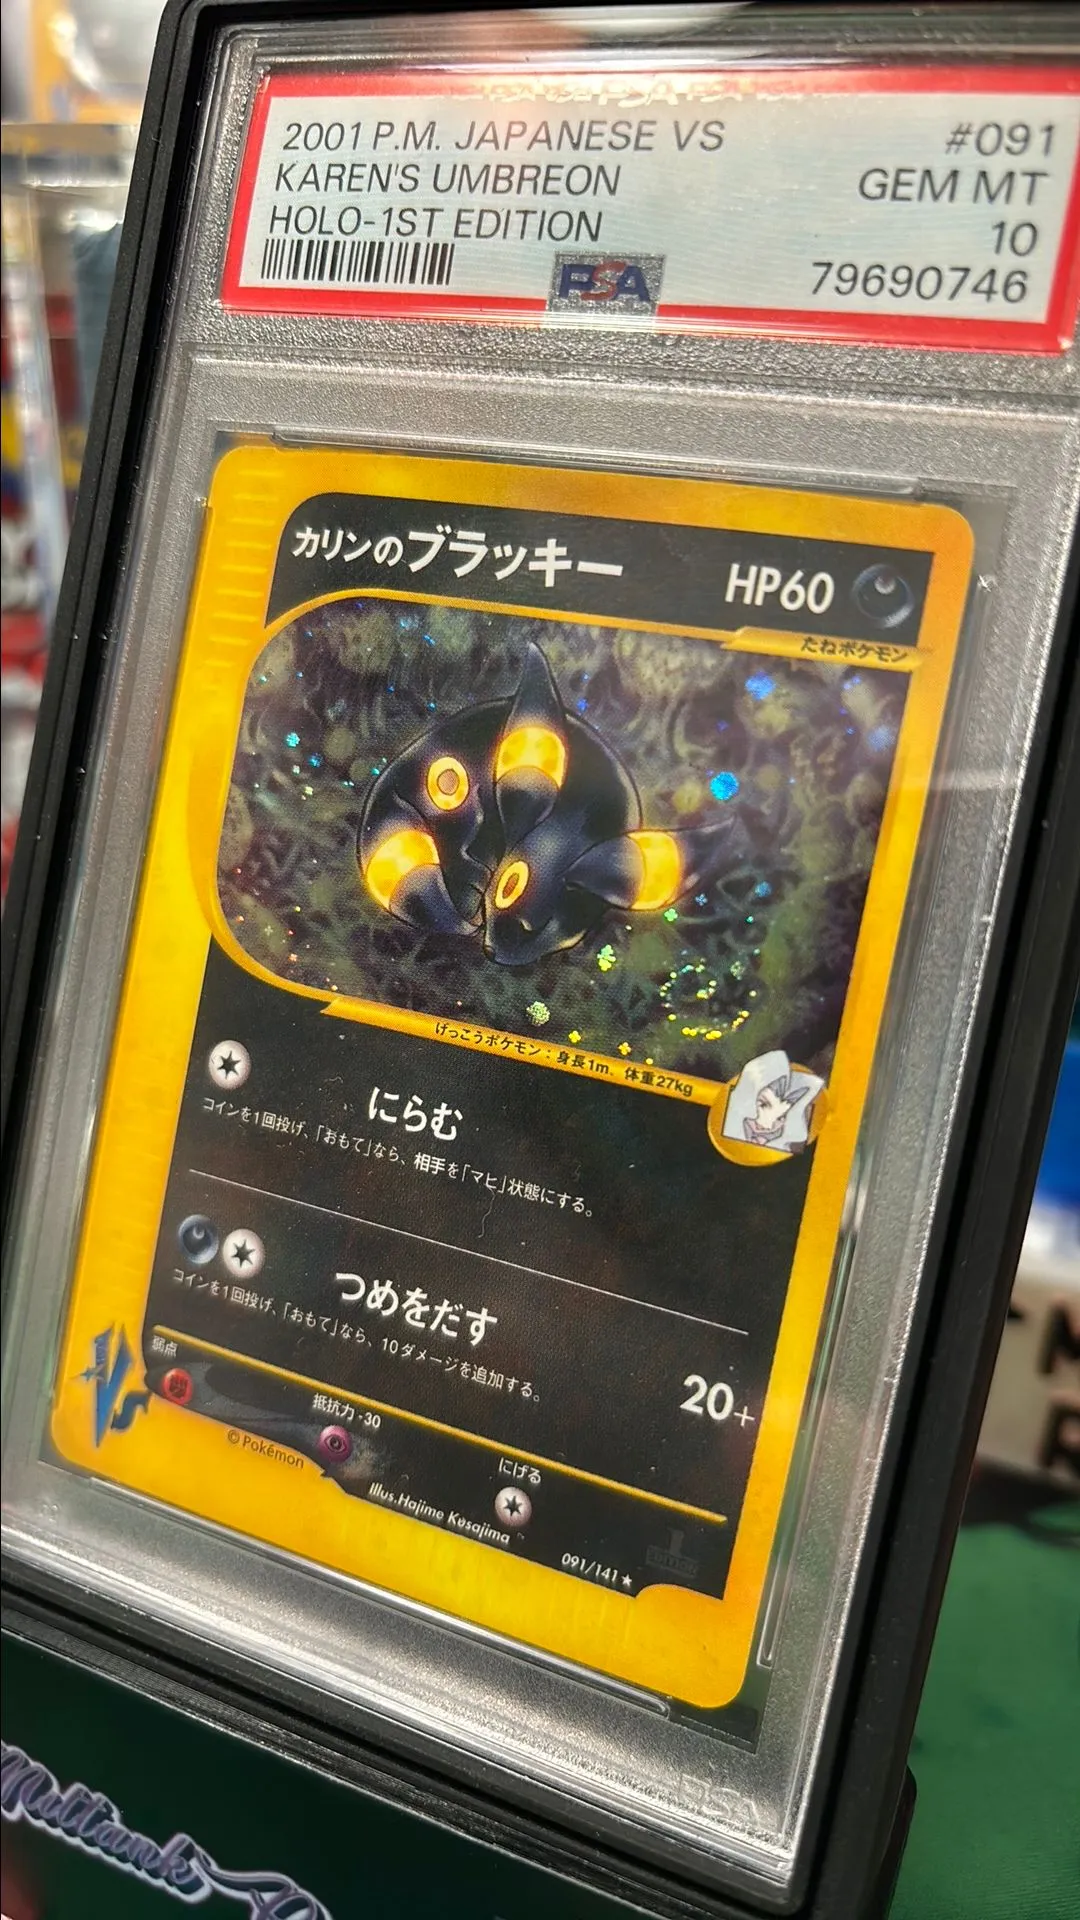 2001 P.M. JAPANESE VS #091
KAREN'S UMBREON GEM MT
HOLO-1ST EDITION 10
PSA 79690746
カリンのブラッキー HP60
たねポケモン
げっこうポケモン：身長1m、体重27kg
にらむ
コインを1回投げ、「おもて」なら、相手を「マヒ」状態にする。
つめをだす 20+
コインを1回投げ、「おもて」なら、10ダメージを追加する。
弱点
抵抗力 -30
にげる
©Pokémon
Illus.Hajime Kusajima
091/141★
1
EDITION
VS